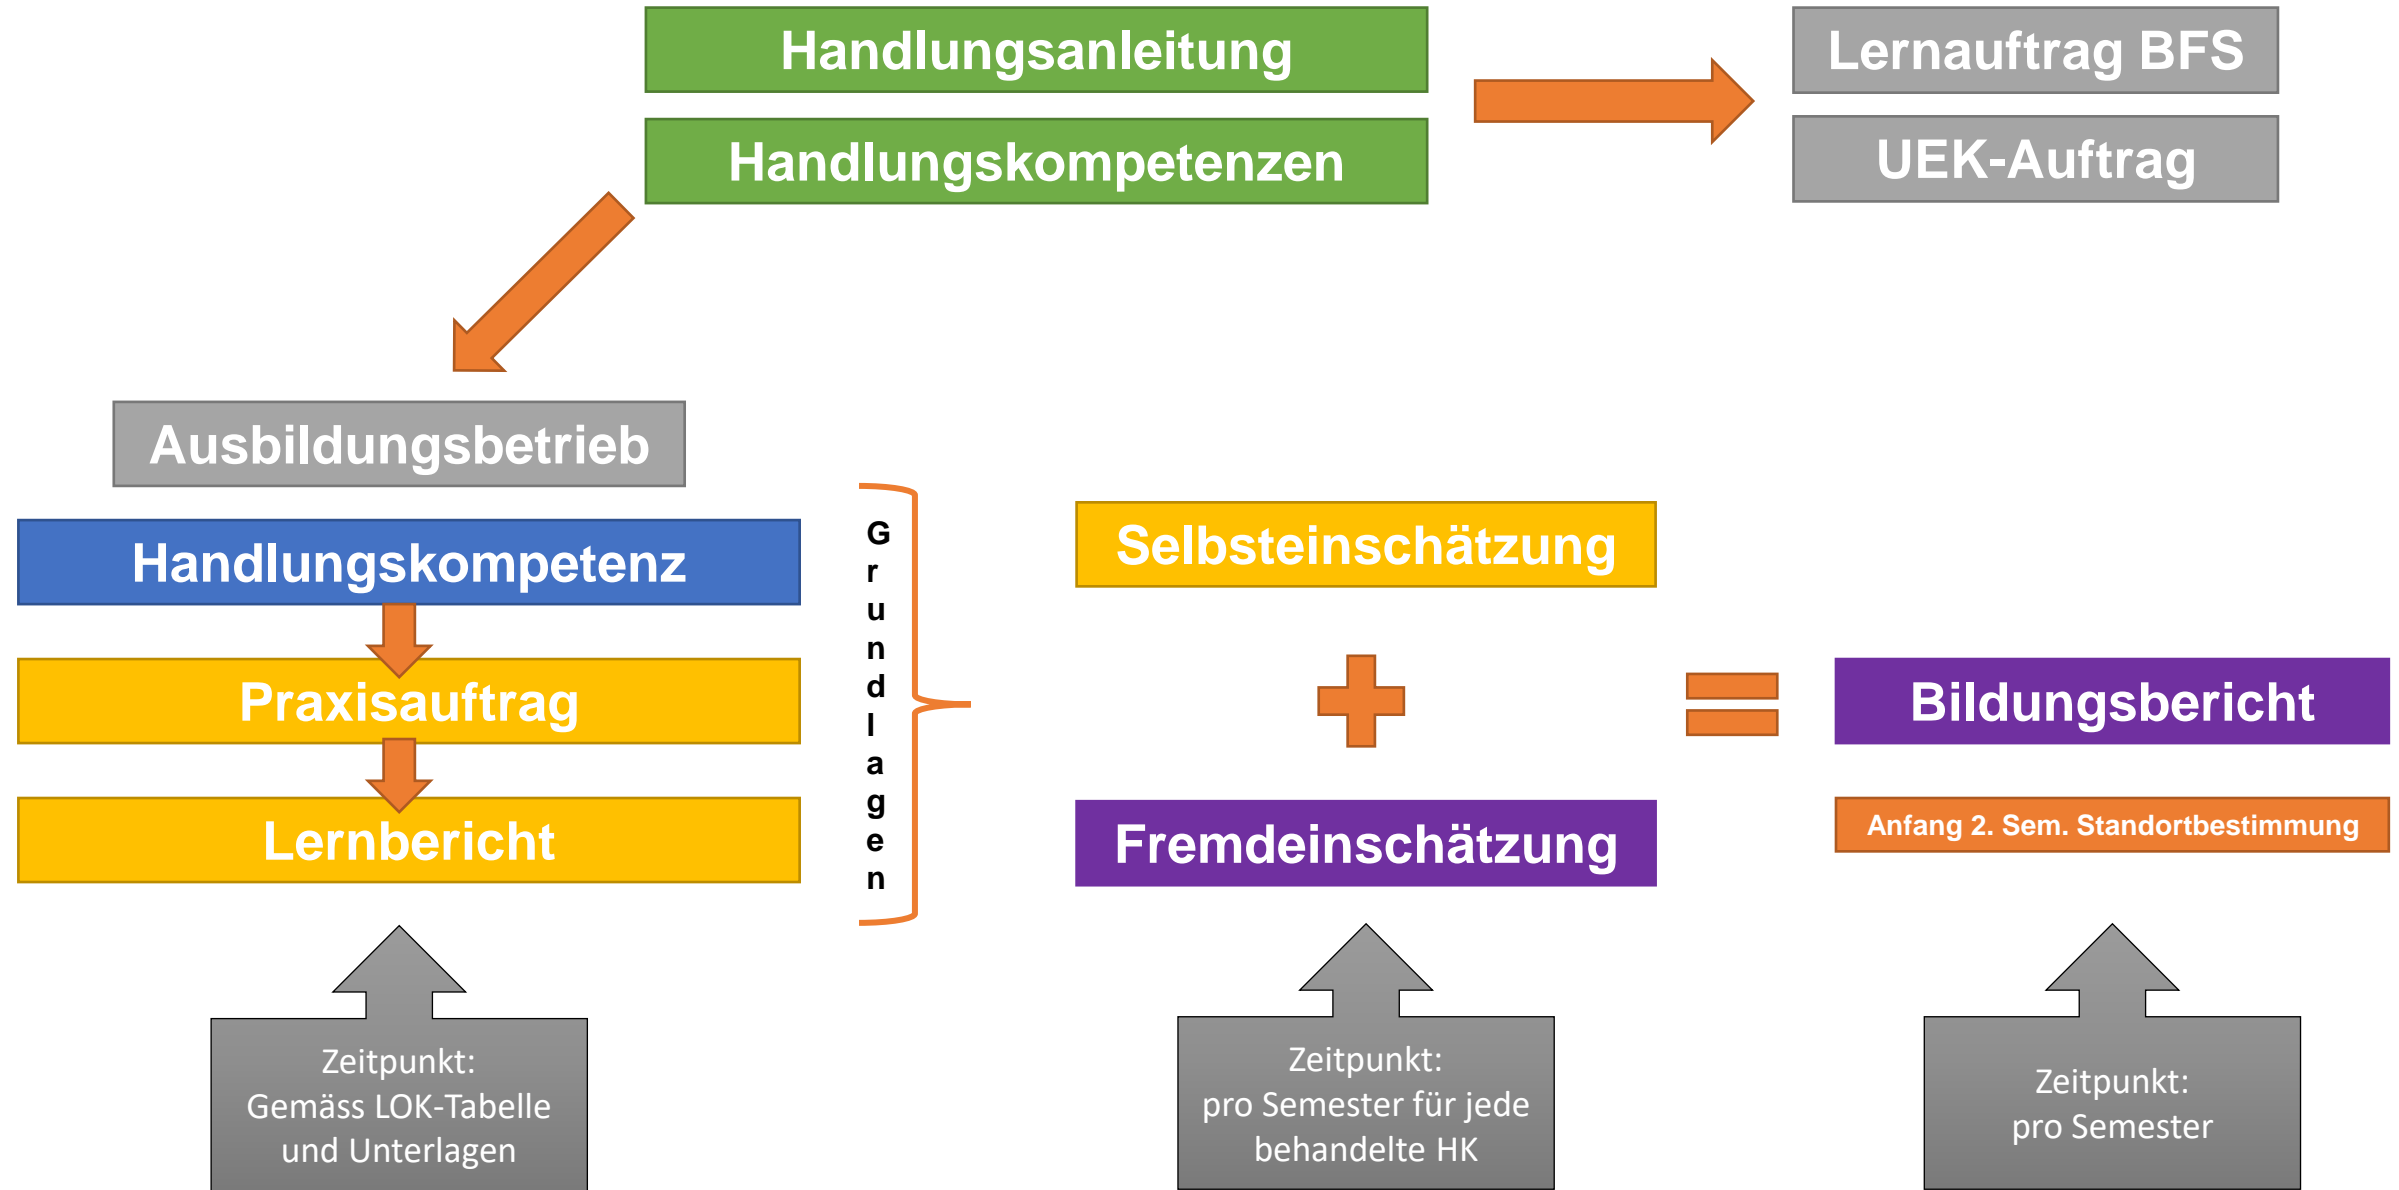 Handlungsanleitung
Handlungskompetenzen
Lernauftrag BFS
UEK-Auftrag
Ausbildungsbetrieb
Handlungskompetenz
Praxisauftrag
Lernbericht
Grundlagen
Selbsteinschätzung
Fremdeinschätzung
Bildungsbericht
Anfang 2. Sem. Standortbestimmung
Zeitpunkt:
Gemäss LOK-Tabelle
und Unterlagen
Zeitpunkt:
pro Semester für jede
behandelte HK
Zeitpunkt:
pro Semester